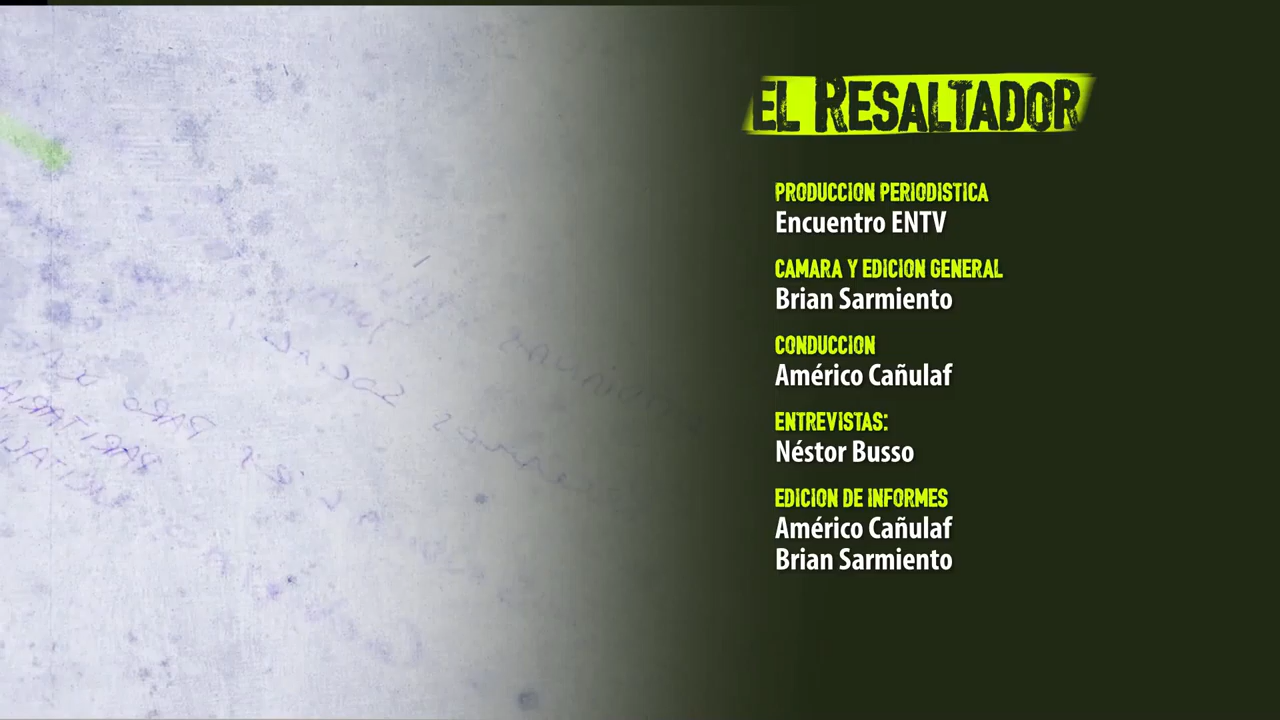 EL RESALTADOR
PRODUCCION PERIODISTICA
Encuentro ENTV
CAMARA Y EDICION GENERAL
Brian Sarmiento
CONDUCCION
Américo Cañulaf
ENTREVISTAS:
Néstor Busso
EDICION DE INFORMES
Américo Cañulaf
Brian Sarmiento